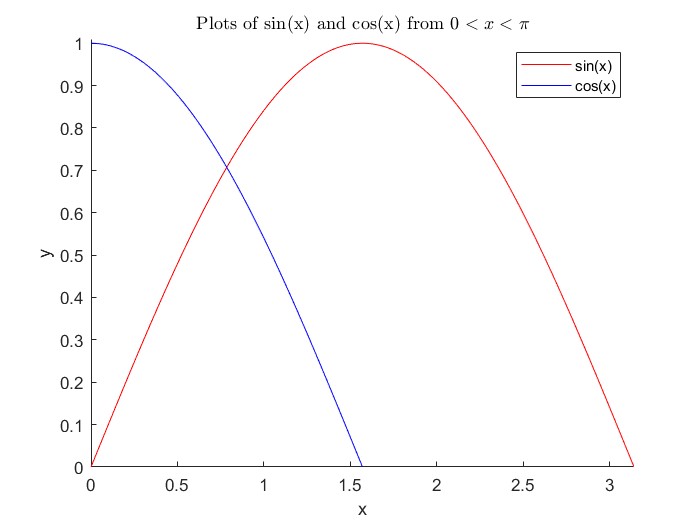 Plots of sin(x) and cos(x) from 0 < x < π
sin(x)
cos(x)
1
0.9
0.8
0.7
0.6
0.5
0.4
0.3
0.2
0.1
0
y
0 0.5 1 1.5 2 2.5 3
x